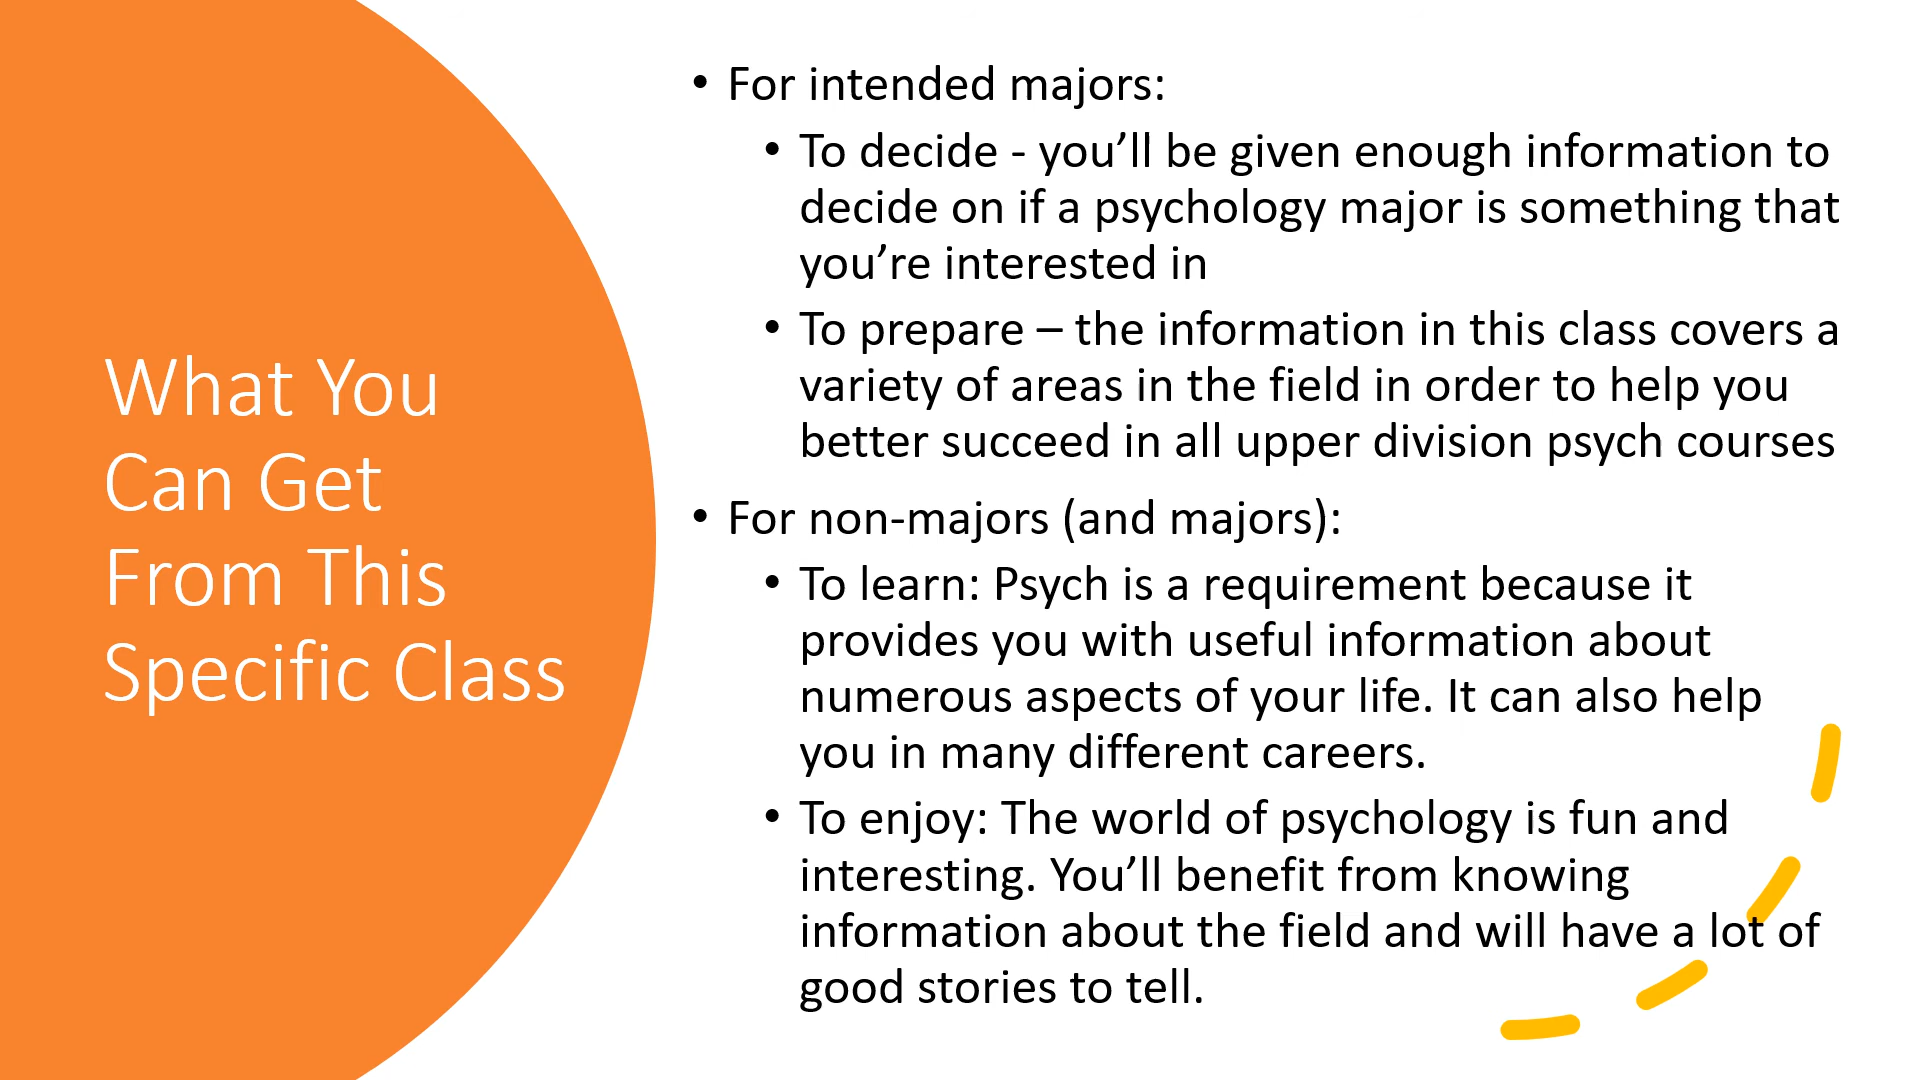 What You
Can Get
From This
Specific Class
• For intended majors:
• To decide - you’ll be given enough information to
decide on if a psychology major is something that
you’re interested in
• To prepare – the information in this class covers a
variety of areas in the field in order to help you
better succeed in all upper division psych courses
• For non-majors (and majors):
• To learn: Psych is a requirement because it
provides you with useful information about
numerous aspects of your life. It can also help
you in many different careers.
• To enjoy: The world of psychology is fun and
interesting. You’ll benefit from knowing
information about the field and will have a lot of
good stories to tell.